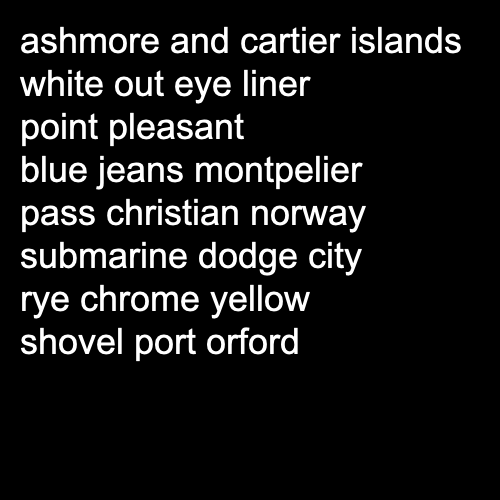 ashmore and cartier islands
white out eye liner
point pleasant
blue jeans montpelier
pass christian norway
submarine dodge city
rye chrome yellow
shovel port orford